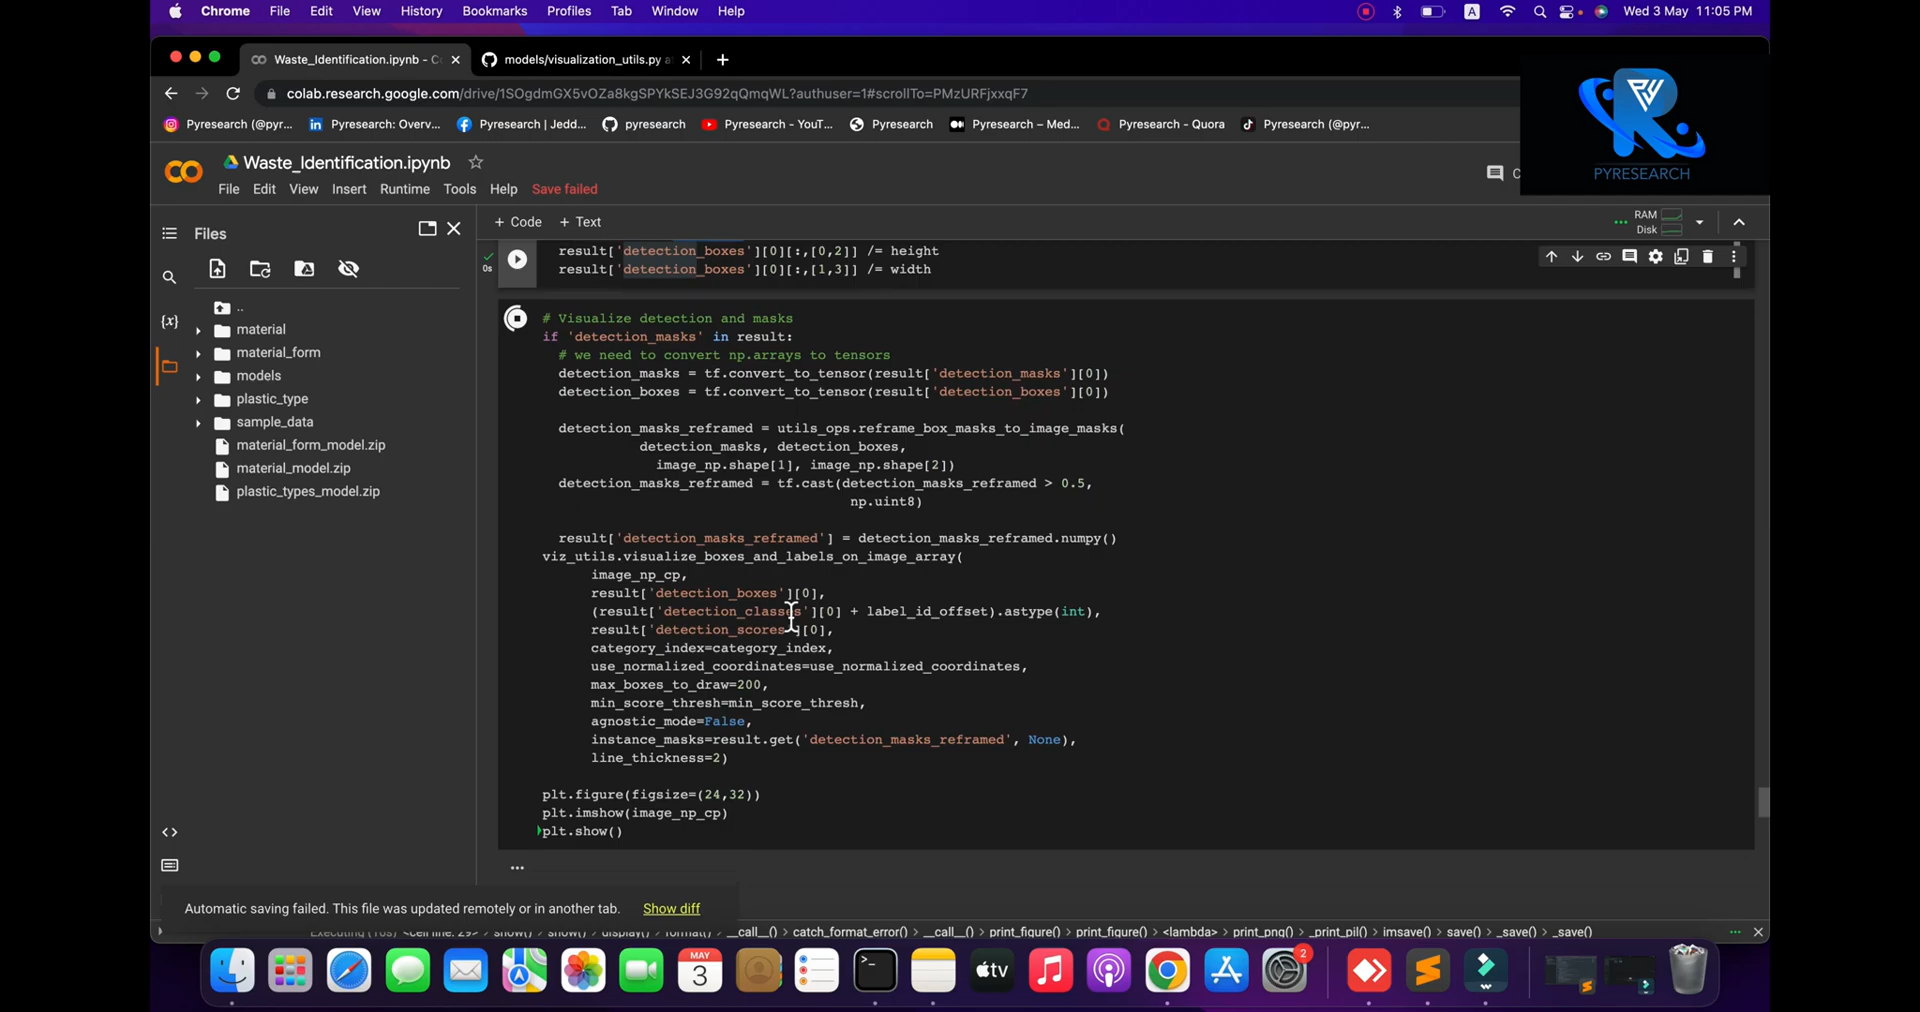 Chrome File Edit View History Bookmarks Profiles Tab Window Help A Wed 3 May 11:05 PM
Waste_Identification.ipynb - C models/visualization_utils.py a
colab.research.google.com/drive/1SOgdmGX5vOZa8kgSPYkSEJ3G92qQmqWL?authuser=1#scrollTo=PMzURFjxxqF7
Pyresearch (@pyr... Pyresearch: Overv... Pyresearch | Jedd... pyresearch Pyresearch - YouT... Pyresearch Pyresearch – Med... Pyresearch - Quora Pyresearch (@pyr...
PYRESEARCH
Waste_Identification.ipynb
File Edit View Insert Runtime Tools Help Save failed
Files
+ Code + Text
RAM
Disk
result['detection_boxes'][0][:,[0,2]] /= height
result['detection_boxes'][0][:,[1,3]] /= width
0s
{x}
..
material
material_form
models
plastic_type
sample_data
material_form_model.zip
material_model.zip
plastic_types_model.zip
# Visualize detection and masks
if 'detection_masks' in result:
# we need to convert np.arrays to tensors
detection_masks = tf.convert_to_tensor(result['detection_masks'][0])
detection_boxes = tf.convert_to_tensor(result['detection_boxes'][0])
detection_masks_reframed = utils_ops.reframe_box_masks_to_image_masks(
detection_masks, detection_boxes,
image_np.shape[1], image_np.shape[2])
detection_masks_reframed = tf.cast(detection_masks_reframed > 0.5,
np.uint8)
result['detection_masks_reframed'] = detection_masks_reframed.numpy()
viz_utils.visualize_boxes_and_labels_on_image_array(
image_np_cp,
result['detection_boxes'][0],
(result['detection_classes'][0] + label_id_offset).astype(int),
result['detection_scores'][0],
category_index=category_index,
use_normalized_coordinates=use_normalized_coordinates,
max_boxes_to_draw=200,
min_score_thresh=min_score_thresh,
agnostic_mode=False,
instance_masks=result.get('detection_masks_reframed', None),
line_thickness=2)
plt.figure(figsize=(24,32))
plt.imshow(image_np_cp)
plt.show()
...
Automatic saving failed. This file was updated remotely or in another tab. Show diff
catch_format_error() __call__() print_figure() print_figure() <lambda> print_png() _print_pil() imsave() save() _save() _save()
MAY
3
tv
2